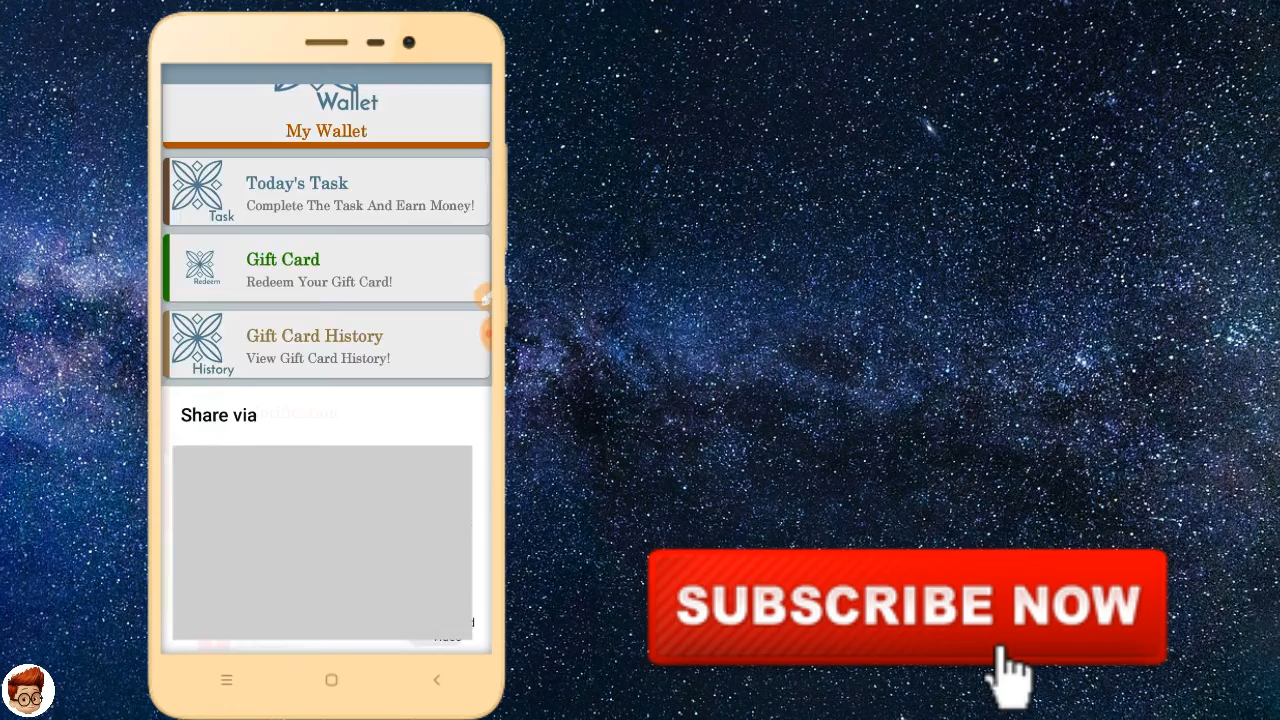 Wallet
My Wallet
Today's Task
Complete The Task And Earn Money!
Task
Gift Card
Redeem Your Gift Card!
Redeem
Gift Card History
View Gift Card History!
History
Share via
SUBSCRIBE NOW